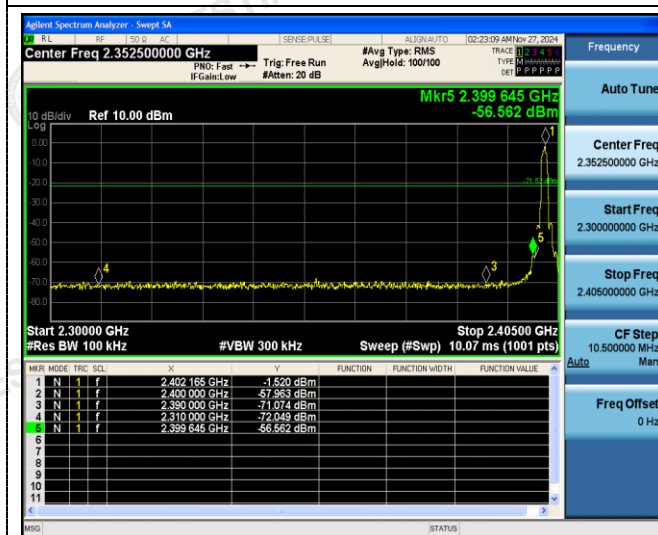 Agilent Spectrum Analyzer - Swept SA
RL RF 50 Ω AC SENSE:PULSE ALIGNAUTO 02:23:09 AM Nov 27, 2024
Center Freq 2.352500000 GHz
PNO: Fast
IFGain:Low
Trig: Free Run
#Atten: 20 dB
#Avg Type: RMS
Avg|Hold: 100/100
TRACE 1 2 3 4 5 6
TYPE M
DET P P P P P P
Mkr5 2.399 645 GHz
-56.562 dBm
10 dB/div Ref 10.00 dBm
Log
0.00
-10.0
-20.0
-30.0
-40.0
-50.0
-60.0
-70.0
-80.0
1
-21.52 dBm
5
3
4
Start 2.30000 GHz Stop 2.40500 GHz
#Res BW 100 kHz #VBW 300 kHz Sweep (#Swp) 10.07 ms (1001 pts)
MKR MODE TRC SCL X Y FUNCTION FUNCTION WIDTH FUNCTION VALUE
1 N 1 f 2.402 165 GHz -1.520 dBm
2 N 1 f 2.400 000 GHz -57.963 dBm
3 N 1 f 2.390 000 GHz -71.074 dBm
4 N 1 f 2.310 000 GHz -72.049 dBm
5 N 1 f 2.399 645 GHz -56.562 dBm
6
7
8
9
10
11
MSG STATUS
Frequency
Auto Tune
Center Freq
2.352500000 GHz
Start Freq
2.300000000 GHz
Stop Freq
2.405000000 GHz
CF Step
10.500000 MHz
Auto Man
Freq Offset
0 Hz